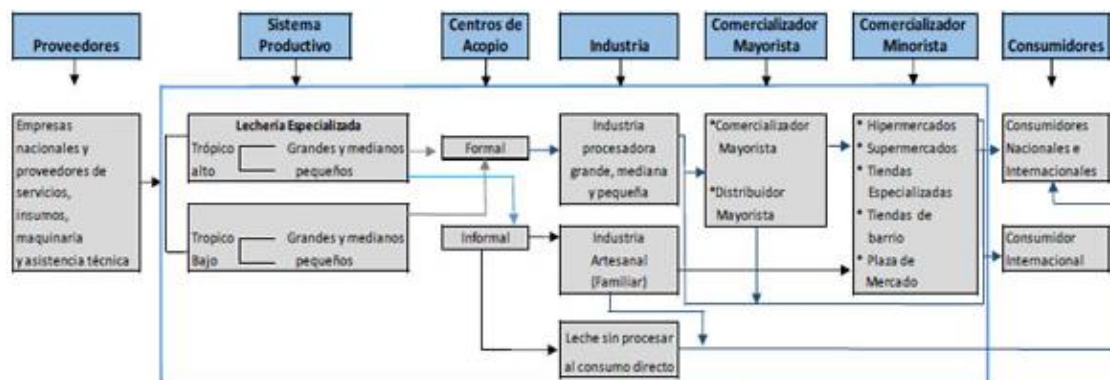 Proveedores
Sistema
Productivo
Centros de
Acopio
Industria
Comercializador
Mayorista
Comercializador
Minorista
Consumidores
Empresas
nacionales y
proveedores de
servicios,
insumos,
maquinaria
y asistencia técnica
Lechería Especializada
Trópico
alto
Grandes y medianos
pequeños
Tropico
Bajo
Grandes y medianos
pequeños
Formal
Informal
Industria
procesadora
grande, mediana
y pequeña
Industria
Artesanal
(Familiar)
Leche sin procesar
al consumo directo
*Comercializador
Mayorista
*Distribuidor
Mayorista
* Hipermercados
* Supermercados
* Tiendas
Especializadas
* Tiendas de
barrio
* Plaza de
Mercado
Consumidores
Nacionales e
Internacionales
Consumidor
Internacional